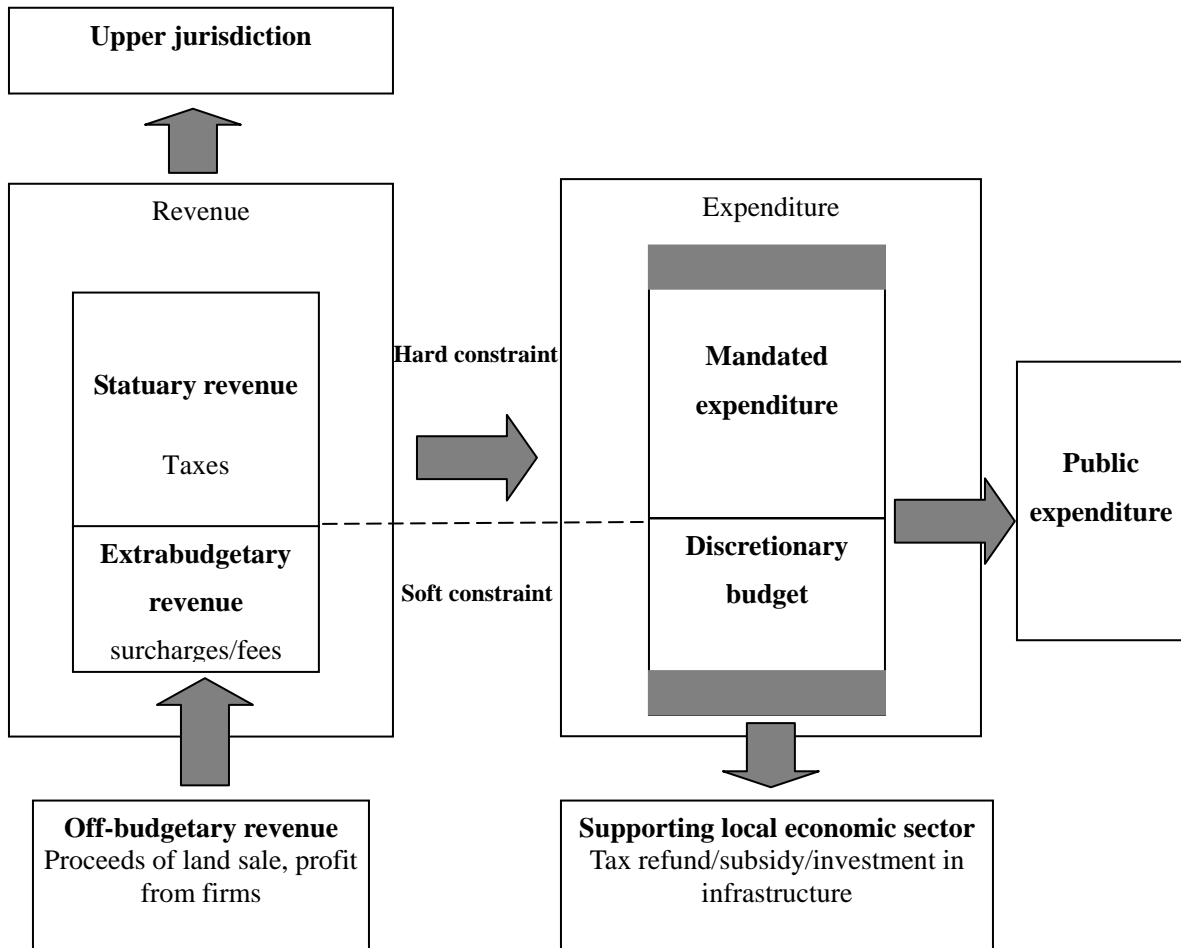 Upper jurisdiction
Revenue
Statuary revenue
Taxes
Extrabudgetary
revenue
surcharges/fees
Off-budgetary revenue
Proceeds of land sale, profit
from firms
Hard constraint
Soft constraint
Expenditure
Mandated
expenditure
Discretionary
budget
Supporting local economic sector
Tax refund/subsidy/investment in
infrastructure
Public
expenditure